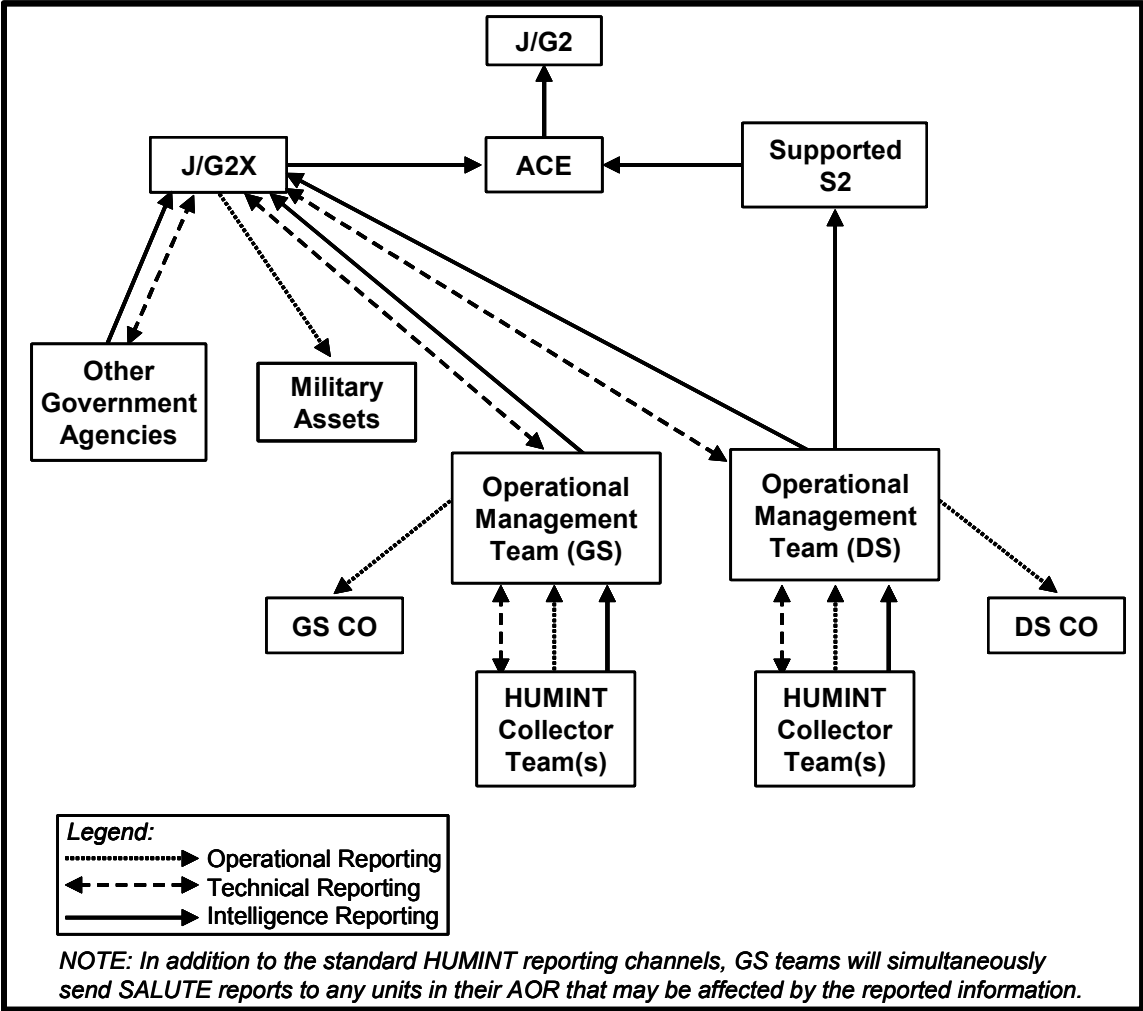 J/G2
J/G2X
ACE
Supported
S2
Other
Government
Agencies
Military
Assets
Operational
Management
Team (GS)
Operational
Management
Team (DS)
GS CO
DS CO
HUMINT
Collector
Team(s)
HUMINT
Collector
Team(s)
Legend:
Operational Reporting
Technical Reporting
Intelligence Reporting
NOTE: In addition to the standard HUMINT reporting channels, GS teams will simultaneously
send SALUTE reports to any units in their AOR that may be affected by the reported information.